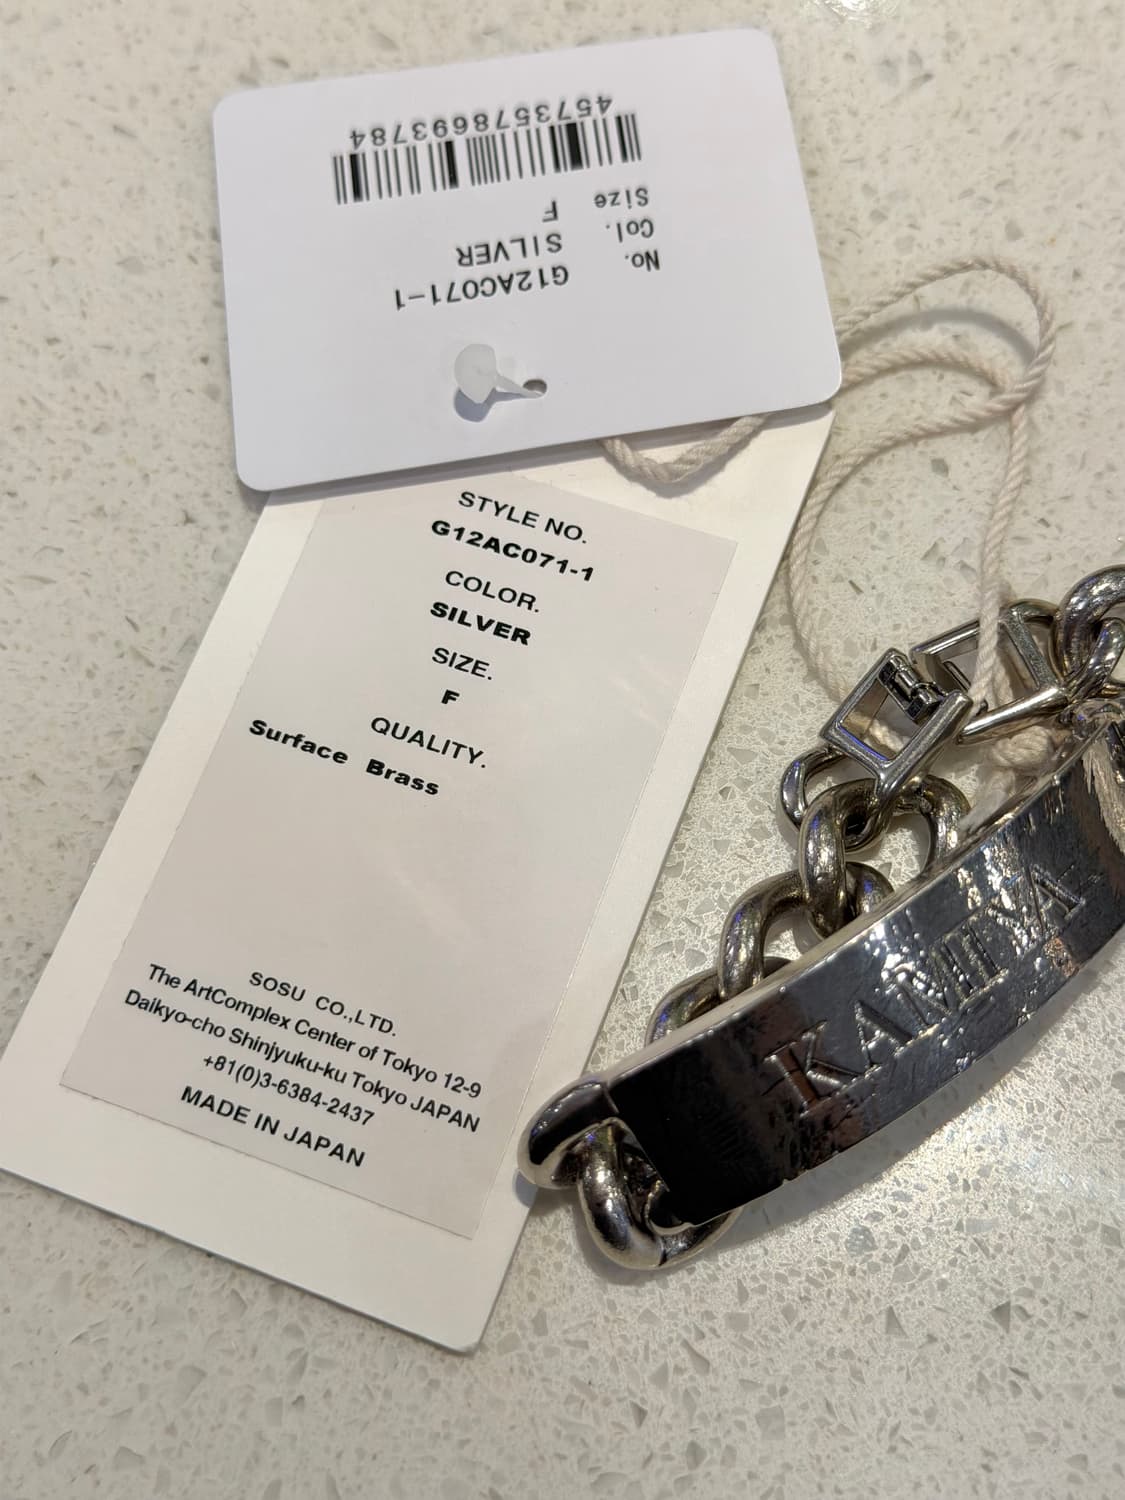 4573578693784
Size F
Col. SILVER
No. G12AC071-1
STYLE NO.
G12AC071-1
COLOR.
SILVER
SIZE.
F
QUALITY.
Surface Brass
SOSU CO.,LTD.
The ArtComplex Center of Tokyo 12-9
Daikyo-cho Shinjyuku-ku Tokyo JAPAN
+81(0)3-6384-2437
MADE IN JAPAN
KAMIYA